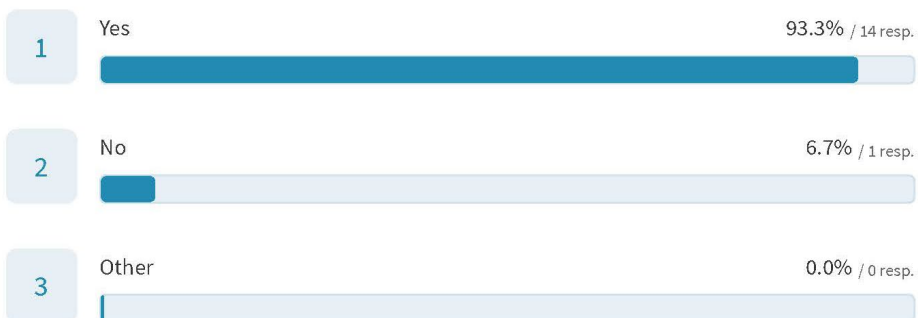 1
Yes
93.3% / 14 resp.
2
No
6.7% / 1 resp.
3
Other
0.0% / 0 resp.